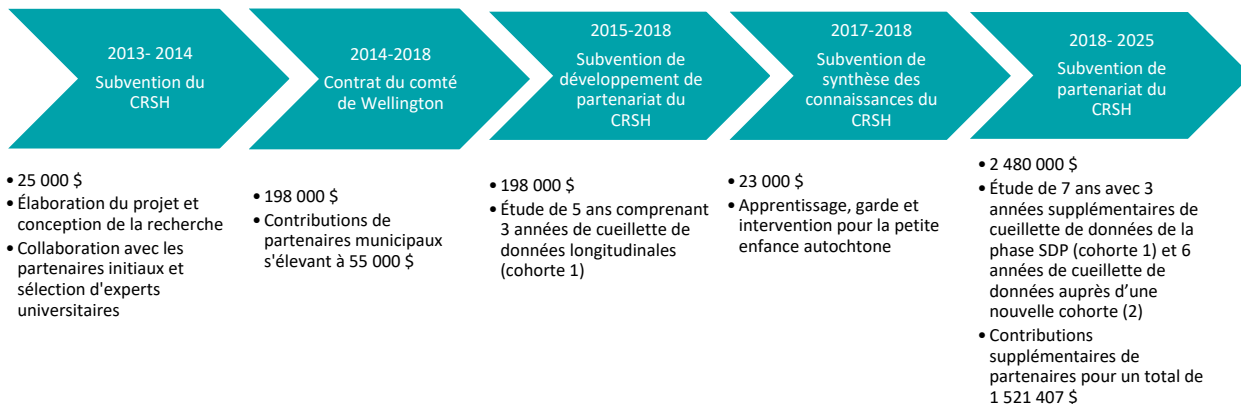 2013- 2014
Subvention du
CRSH
2014-2018
Contrat du comté
de Wellington
2015-2018
Subvention de
développement de
partenariat du
CRSH
2017-2018
Subvention de
synthèse des
connaissances du
CRSH
2018- 2025
Subvention de
partenariat du
CRSH
• 25 000 $
• Élaboration du projet et
conception de la recherche
• Collaboration avec les
partenaires initiaux et
sélection d'experts
universitaires
• 198 000 $
• Contributions de
partenaires municipaux
s'élevant à 55 000 $
• 198 000 $
• Étude de 5 ans comprenant
3 années de cueillette de
données longitudinales
(cohorte 1)
• 23 000 $
• Apprentissage, garde et
intervention pour la petite
enfance autochtone
• 2 480 000 $
• Étude de 7 ans avec 3
années supplémentaires de
cueillette de données de la
phase SDP (cohorte 1) et 6
années de cueillette de
données auprès d’une
nouvelle cohorte (2)
• Contributions
supplémentaires de
partenaires pour un total de
1 521 407 $